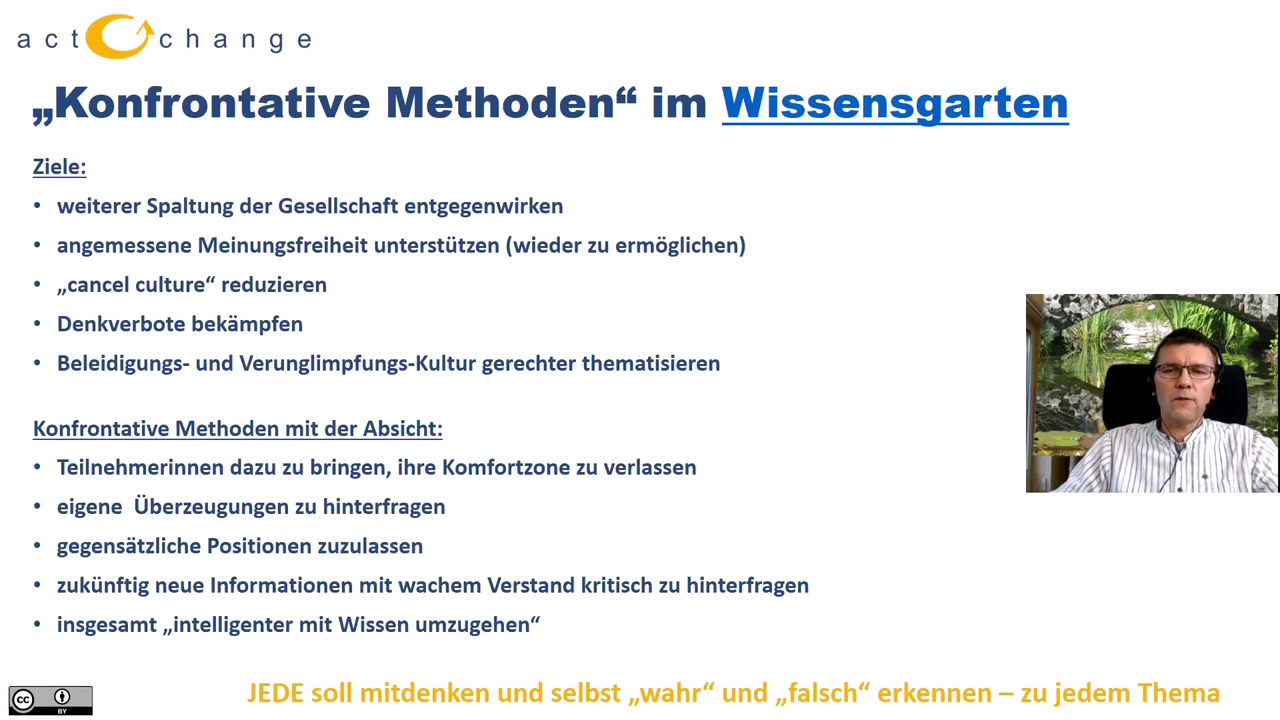 act change
„Konfrontative Methoden“ im Wissensgarten
Ziele:
• weiterer Spaltung der Gesellschaft entgegenwirken
• angemessene Meinungsfreiheit unterstützen (wieder zu ermöglichen)
• „cancel culture“ reduzieren
• Denkverbote bekämpfen
• Beleidigungs- und Verunglimpfungs-Kultur gerechter thematisieren
Konfrontative Methoden mit der Absicht:
• Teilnehmerinnen dazu zu bringen, ihre Komfortzone zu verlassen
• eigene  Überzeugungen zu hinterfragen
• gegensätzliche Positionen zuzulassen
• zukünftig neue Informationen mit wachem Verstand kritisch zu hinterfragen
• insgesamt „intelligenter mit Wissen umzugehen“
JEDE soll mitdenken und selbst „wahr“ und „falsch“ erkennen – zu jedem Thema
cc
BY